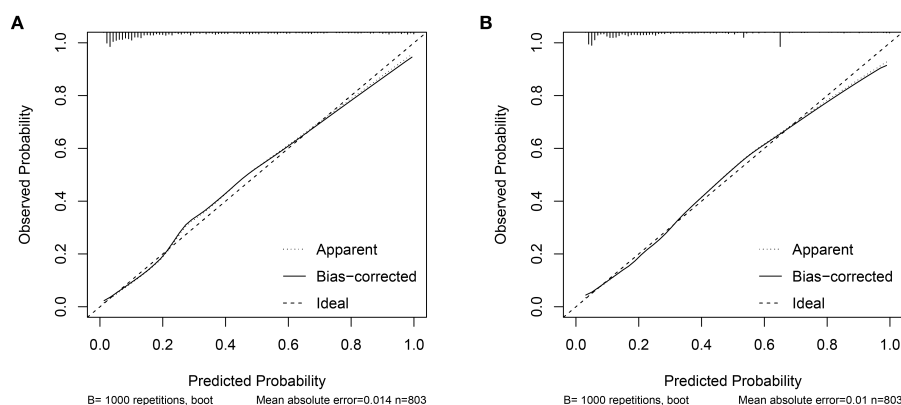 A
1.0
0.8
0.6
0.4
0.2
0.0
Observed Probability
Apparent
Bias−corrected
Ideal
0.0 0.2 0.4 0.6 0.8 1.0
Predicted Probability
B= 1000 repetitions, boot Mean absolute error=0.014 n=803
B
1.0
0.8
0.6
0.4
0.2
0.0
Observed Probability
Apparent
Bias−corrected
Ideal
0.0 0.2 0.4 0.6 0.8 1.0
Predicted Probability
B= 1000 repetitions, boot Mean absolute error=0.01 n=803